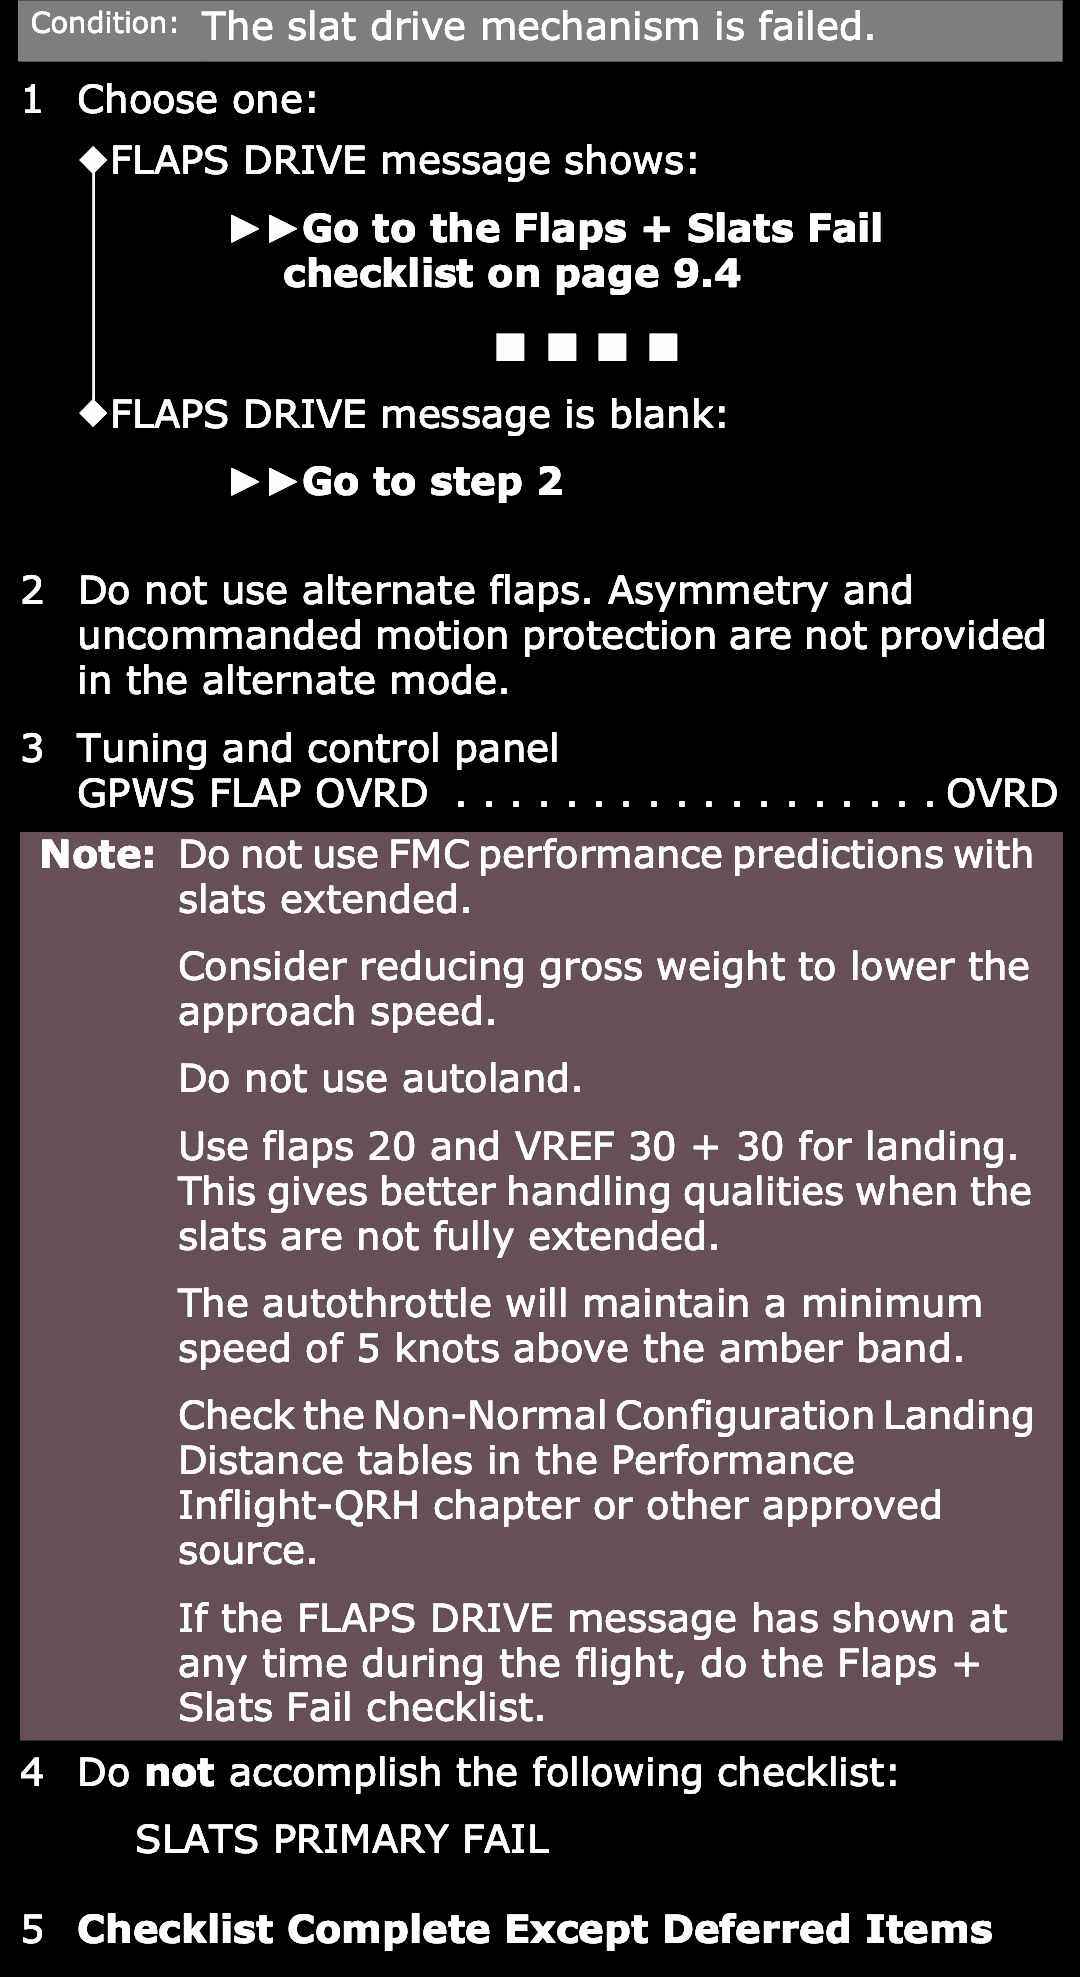 Condition: The slat drive mechanism is failed.
1 Choose one:
◆FLAPS DRIVE message shows:
►►Go to the Flaps + Slats Fail
checklist on page 9.4
■ ■ ■ ■
◆FLAPS DRIVE message is blank:
►►Go to step 2
2 Do not use alternate flaps. Asymmetry and
uncommanded motion protection are not provided
in the alternate mode.
3 Tuning and control panel
GPWS FLAP OVRD . . . . . . . . . . . . . . . . . . OVRD
Note: Do not use FMC performance predictions with
slats extended.
Consider reducing gross weight to lower the
approach speed.
Do not use autoland.
Use flaps 20 and VREF 30 + 30 for landing.
This gives better handling qualities when the
slats are not fully extended.
The autothrottle will maintain a minimum
speed of 5 knots above the amber band.
Check the Non-Normal Configuration Landing
Distance tables in the Performance
Inflight-QRH chapter or other approved
source.
If the FLAPS DRIVE message has shown at
any time during the flight, do the Flaps +
Slats Fail checklist.
4 Do not accomplish the following checklist:
SLATS PRIMARY FAIL
5 Checklist Complete Except Deferred Items